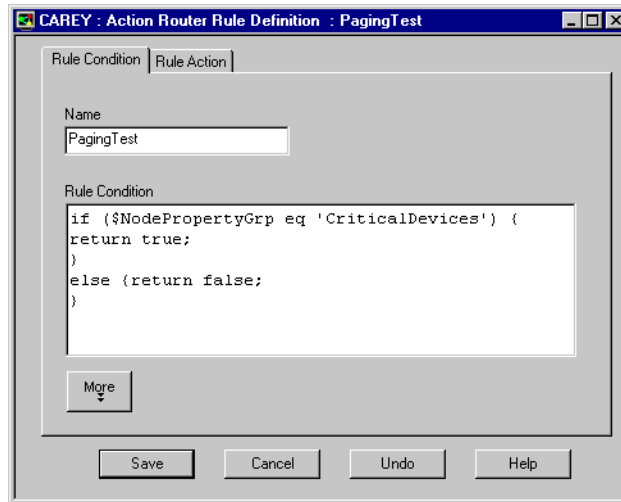 CAREY : Action Router Rule Definition : PagingTest
Rule Condition Rule Action
Name
PagingTest
Rule Condition
if ($NodePropertyGrp eq 'CriticalDevices') {
return true;
}
else {return false;
}
More
Save Cancel Undo Help